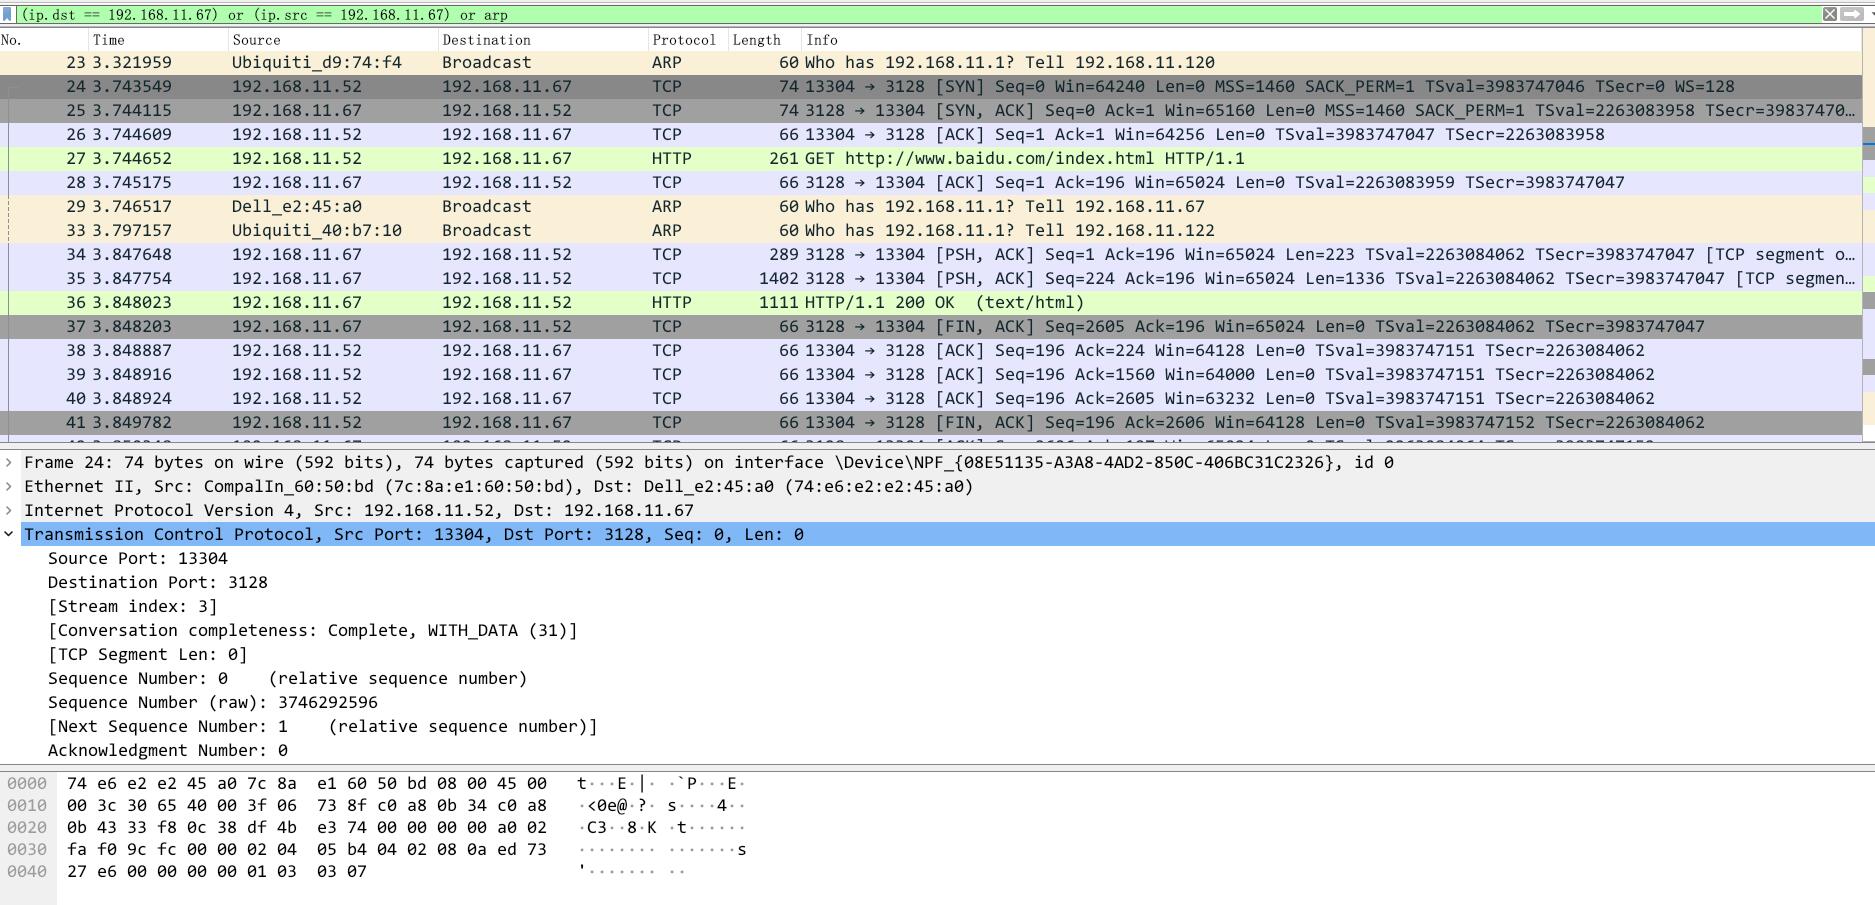 (ip.dst == 192.168.11.67) or (ip.src == 192.168.11.67) or arp
No. Time Source Destination Protocol Length Info
23 3.321959 Ubiquiti_d9:74:f4 Broadcast ARP 60 Who has 192.168.11.1? Tell 192.168.11.120
24 3.743549 192.168.11.52 192.168.11.67 TCP 74 13304 → 3128 [SYN] Seq=0 Win=64240 Len=0 MSS=1460 SACK_PERM=1 TSval=3983747046 TSecr=0 WS=128
25 3.744115 192.168.11.67 192.168.11.52 TCP 74 3128 → 13304 [SYN, ACK] Seq=0 Ack=1 Win=65160 Len=0 MSS=1460 SACK_PERM=1 TSval=2263083958 TSecr=39837470…
26 3.744609 192.168.11.52 192.168.11.67 TCP 66 13304 → 3128 [ACK] Seq=1 Ack=1 Win=64256 Len=0 TSval=3983747047 TSecr=2263083958
27 3.744652 192.168.11.52 192.168.11.67 HTTP 261 GET http://www.baidu.com/index.html HTTP/1.1
28 3.745175 192.168.11.67 192.168.11.52 TCP 66 3128 → 13304 [ACK] Seq=1 Ack=196 Win=65024 Len=0 TSval=2263083959 TSecr=3983747047
29 3.746517 Dell_e2:45:a0 Broadcast ARP 60 Who has 192.168.11.1? Tell 192.168.11.67
33 3.797157 Ubiquiti_40:b7:10 Broadcast ARP 60 Who has 192.168.11.1? Tell 192.168.11.122
34 3.847648 192.168.11.67 192.168.11.52 TCP 289 3128 → 13304 [PSH, ACK] Seq=1 Ack=196 Win=65024 Len=223 TSval=2263084062 TSecr=3983747047 [TCP segment o…
35 3.847754 192.168.11.67 192.168.11.52 TCP 1402 3128 → 13304 [PSH, ACK] Seq=224 Ack=196 Win=65024 Len=1336 TSval=2263084062 TSecr=3983747047 [TCP segmen…
36 3.848023 192.168.11.67 192.168.11.52 HTTP 1111 HTTP/1.1 200 OK  (text/html)
37 3.848203 192.168.11.67 192.168.11.52 TCP 66 3128 → 13304 [FIN, ACK] Seq=2605 Ack=196 Win=65024 Len=0 TSval=2263084062 TSecr=3983747047
38 3.848887 192.168.11.52 192.168.11.67 TCP 66 13304 → 3128 [ACK] Seq=196 Ack=224 Win=64128 Len=0 TSval=3983747151 TSecr=2263084062
39 3.848916 192.168.11.52 192.168.11.67 TCP 66 13304 → 3128 [ACK] Seq=196 Ack=1560 Win=64000 Len=0 TSval=3983747151 TSecr=2263084062
40 3.848924 192.168.11.52 192.168.11.67 TCP 66 13304 → 3128 [ACK] Seq=196 Ack=2605 Win=63232 Len=0 TSval=3983747151 TSecr=2263084062
41 3.849782 192.168.11.52 192.168.11.67 TCP 66 13304 → 3128 [FIN, ACK] Seq=196 Ack=2606 Win=64128 Len=0 TSval=3983747152 TSecr=2263084062
Frame 24: 74 bytes on wire (592 bits), 74 bytes captured (592 bits) on interface \Device\NPF_{08E51135-A3A8-4AD2-850C-406BC31C2326}, id 0
Ethernet II, Src: CompalIn_60:50:bd (7c:8a:e1:60:50:bd), Dst: Dell_e2:45:a0 (74:e6:e2:e2:45:a0)
Internet Protocol Version 4, Src: 192.168.11.52, Dst: 192.168.11.67
Transmission Control Protocol, Src Port: 13304, Dst Port: 3128, Seq: 0, Len: 0
Source Port: 13304
Destination Port: 3128
[Stream index: 3]
[Conversation completeness: Complete, WITH_DATA (31)]
[TCP Segment Len: 0]
Sequence Number: 0    (relative sequence number)
Sequence Number (raw): 3746292596
[Next Sequence Number: 1    (relative sequence number)]
Acknowledgment Number: 0
0000 74 e6 e2 e2 45 a0 7c 8a  e1 60 50 bd 08 00 45 00 t···E·|· ·`P···E·
0010 00 3c 30 65 40 00 3f 06  73 8f c0 a8 0b 34 c0 a8 ·<0e@·?· s····4··
0020 0b 43 33 f8 0c 38 df 4b  e3 74 00 00 00 00 a0 02 ·C3··8·K ·t······
0030 fa f0 9c fc 00 00 02 04  05 b4 04 02 08 0a ed 73 ········ ·······s
0040 27 e6 00 00 00 00 01 03  03 07 '······· ··